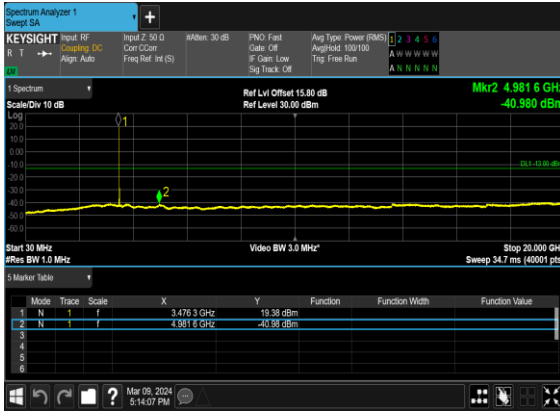 Spectrum Analyzer 1
Swept SA
+
KEYSIGHT Input: RF Input Z: 50 Ω #Atten: 30 dB PNO: Fast Avg Type: Power (RMS) 1 2 3 4 5 6
R T Coupling: DC Corr CCorr Gate: Off Avg|Hold: 100/100 A W W W W W
Align: Auto Freq Ref: Int (S) IF Gain: Low Trig: Free Run
Sig Track: Off A N N N N N
1 Spectrum Ref Lvl Offset 15.80 dB Mkr2 4.981 6 GHz
Scale/Div 10 dB Ref Level 30.00 dBm -40.980 dBm
Log
20.0
10.0
0.00
-10.0
-20.0
-30.0
-40.0
-50.0
-60.0
1
DL1 -13.00 dBm
2
Start 30 MHz Video BW 3.0 MHz* Stop 20.000 GHz
#Res BW 1.0 MHz Sweep 34.7 ms (40001 pts)
5 Marker Table
Mode Trace Scale X Y Function Function Width Function Value
1 N 1 f 3.476 3 GHz 19.38 dBm
2 N 1 f 4.981 6 GHz -40.98 dBm
3
4
5
6
? Mar 09, 2024
5:14:07 PM